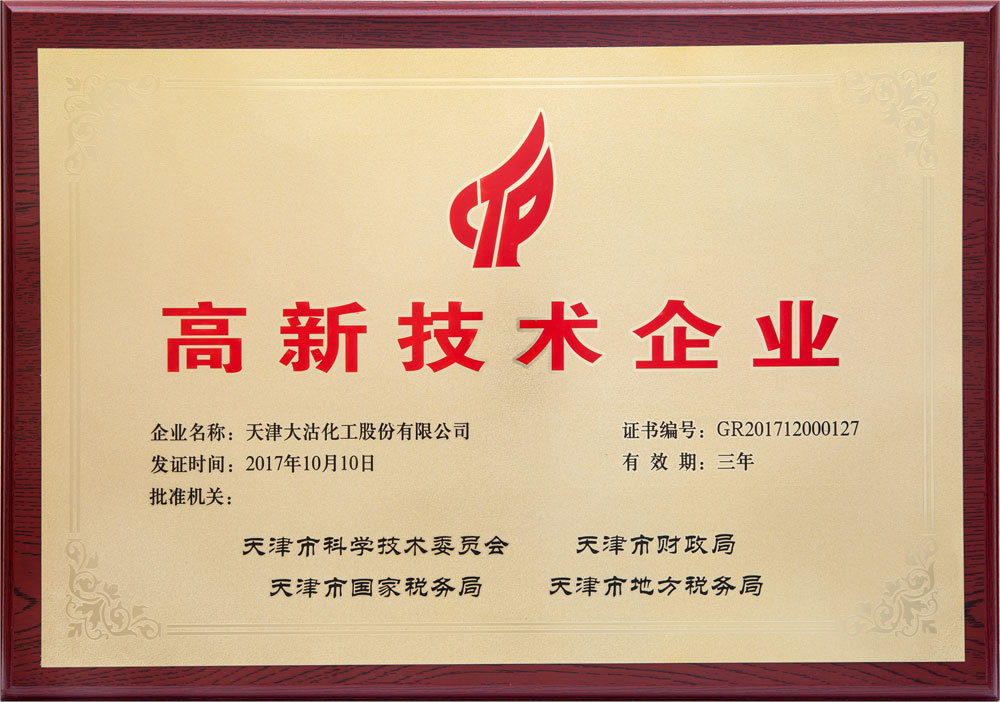 CTP
高新技术企业
企业名称：天津大沽化工股份有限公司 证书编号：GR201712000127
发证时间：2017年10月10日 有 效 期：三年
批准机关：
天津市科学技术委员会 天津市财政局
天津市国家税务局 天津市地方税务局